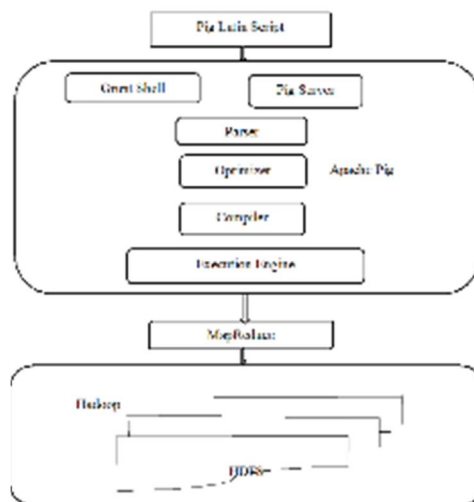 Pig Latin Script
Grunt Shell
Pig Server
Parser
Optimizer
Apache Pig
Compiler
Execution Engine
MapReduce
Hadoop
HDFS